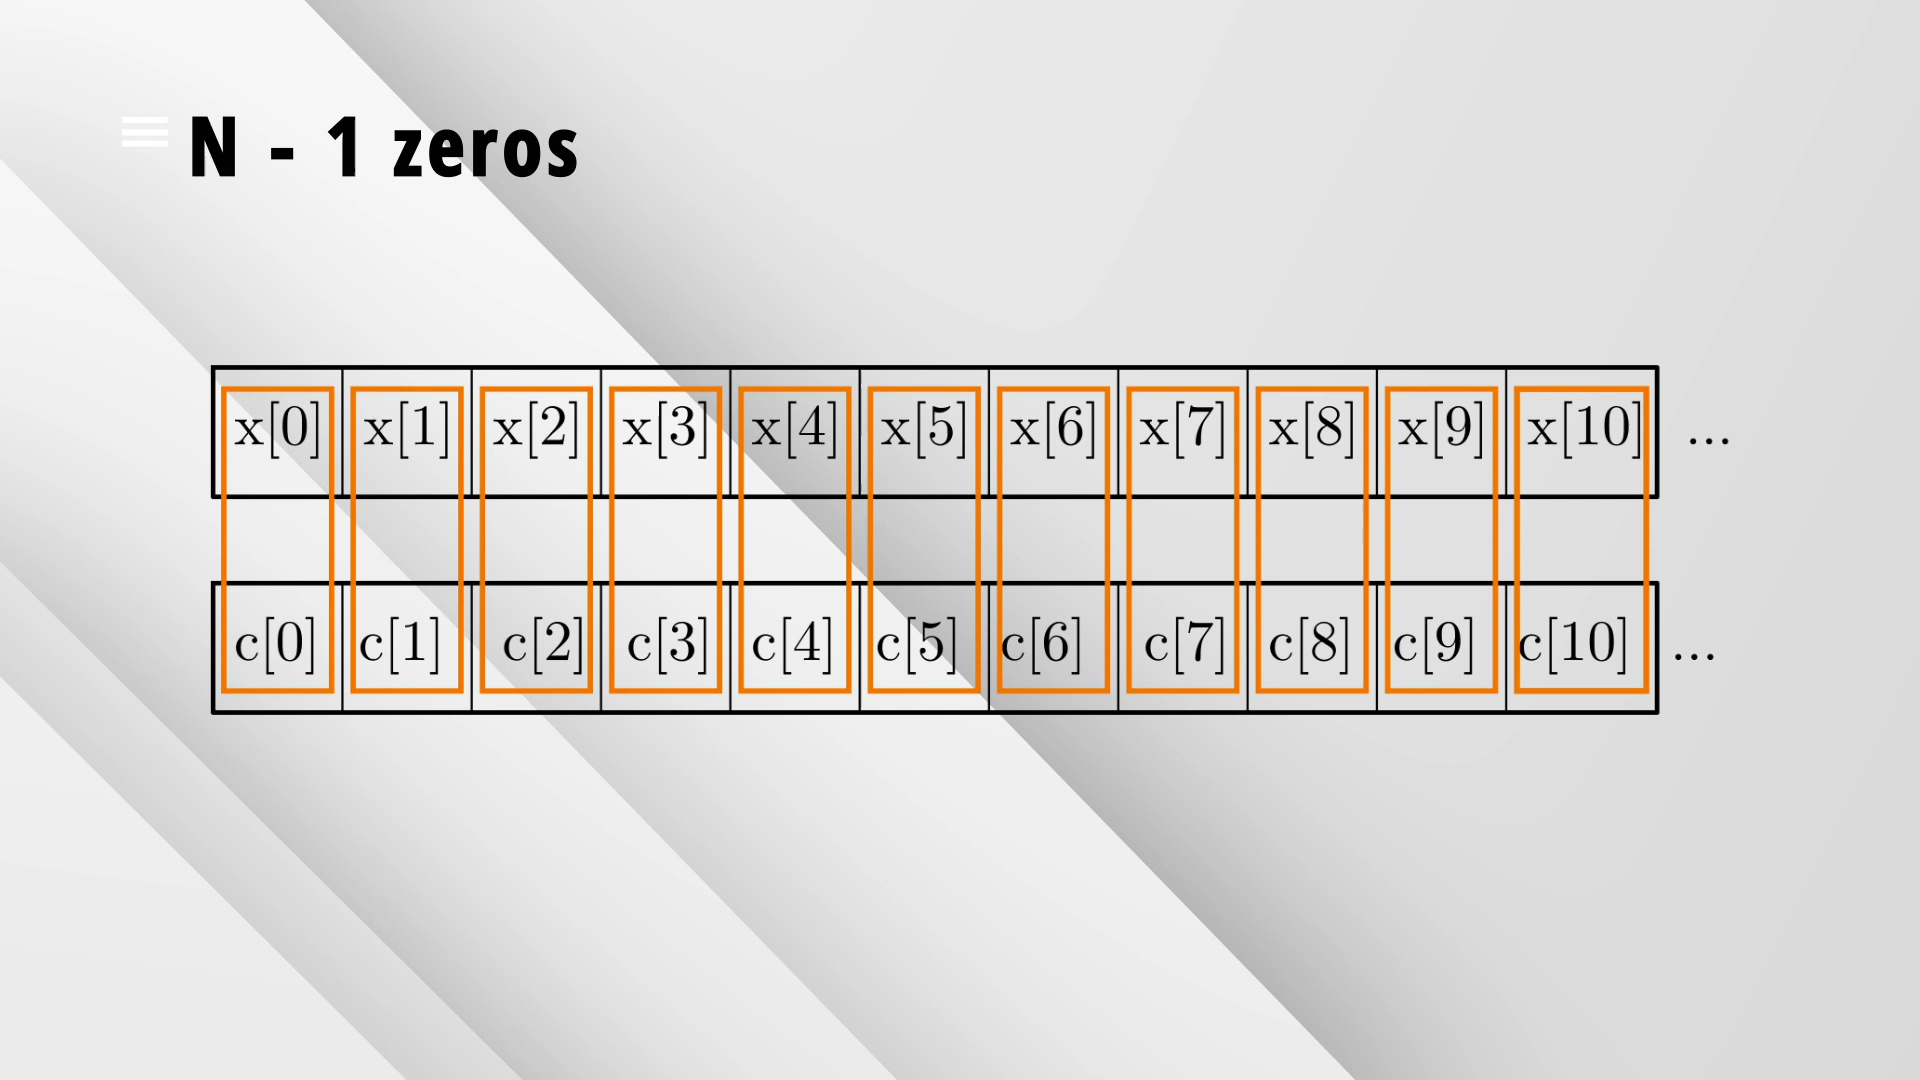 N - 1 zeros
x[0] x[1] x[2] x[3] x[4] x[5] x[6] x[7] x[8] x[9] x[10] ...
c[0] c[1] c[2] c[3] c[4] c[5] c[6] c[7] c[8] c[9] c[10] ...